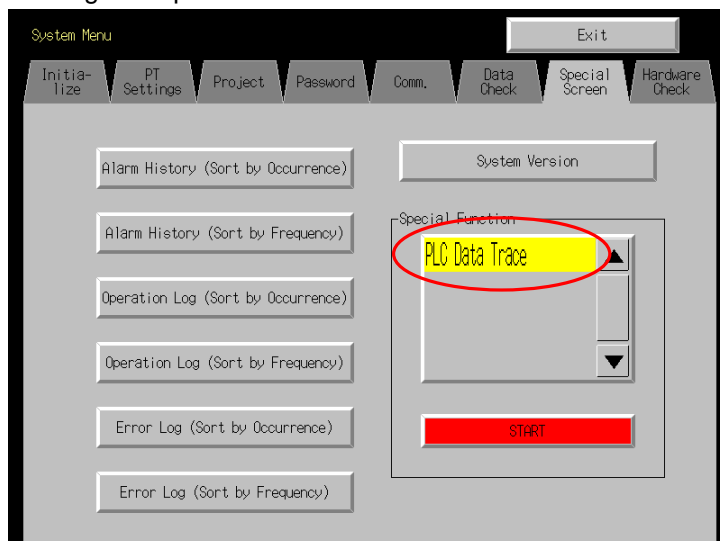 System Menu
Exit
Initia-
lize
PT
Settings
Project
Password
Comm.
Data
Check
Special
Screen
Hardware
Check
Alarm History (Sort by Occurrence)
Alarm History (Sort by Frequency)
Operation Log (Sort by Occurrence)
Operation Log (Sort by Frequency)
Error Log (Sort by Occurrence)
Error Log (Sort by Frequency)
System Version
Special Function
PLC Data Trace
START